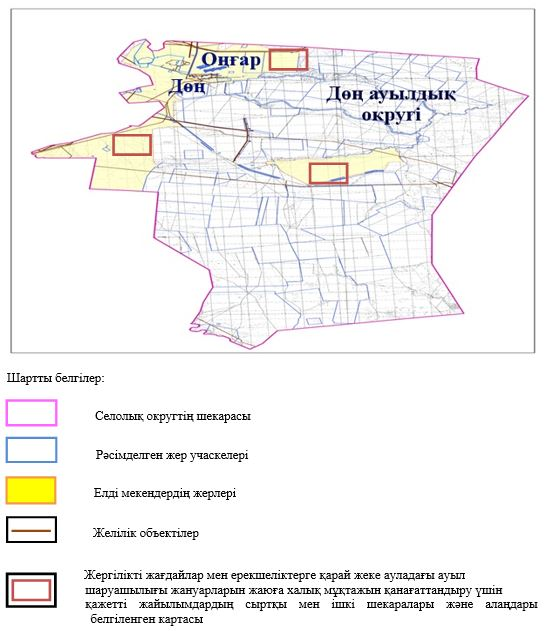 Оңғар
Дөң
Дөң ауылдық
округі
Шартты белгілер:
Селолық округтің шекарасы
Рәсімделген жер учаскелері
Елді мекендердің жерлері
Желілік объектілер
Жергілікті жағдайлар мен ерекшеліктерге қарай жеке ауладағы ауыл
шаруашылығы жануарларын жаюға халық мұқтажын қанағаттандыру үшін
қажетті жайылымдардың сыртқы мен ішкі шекаралары және алаңдары
белгіленген картасы